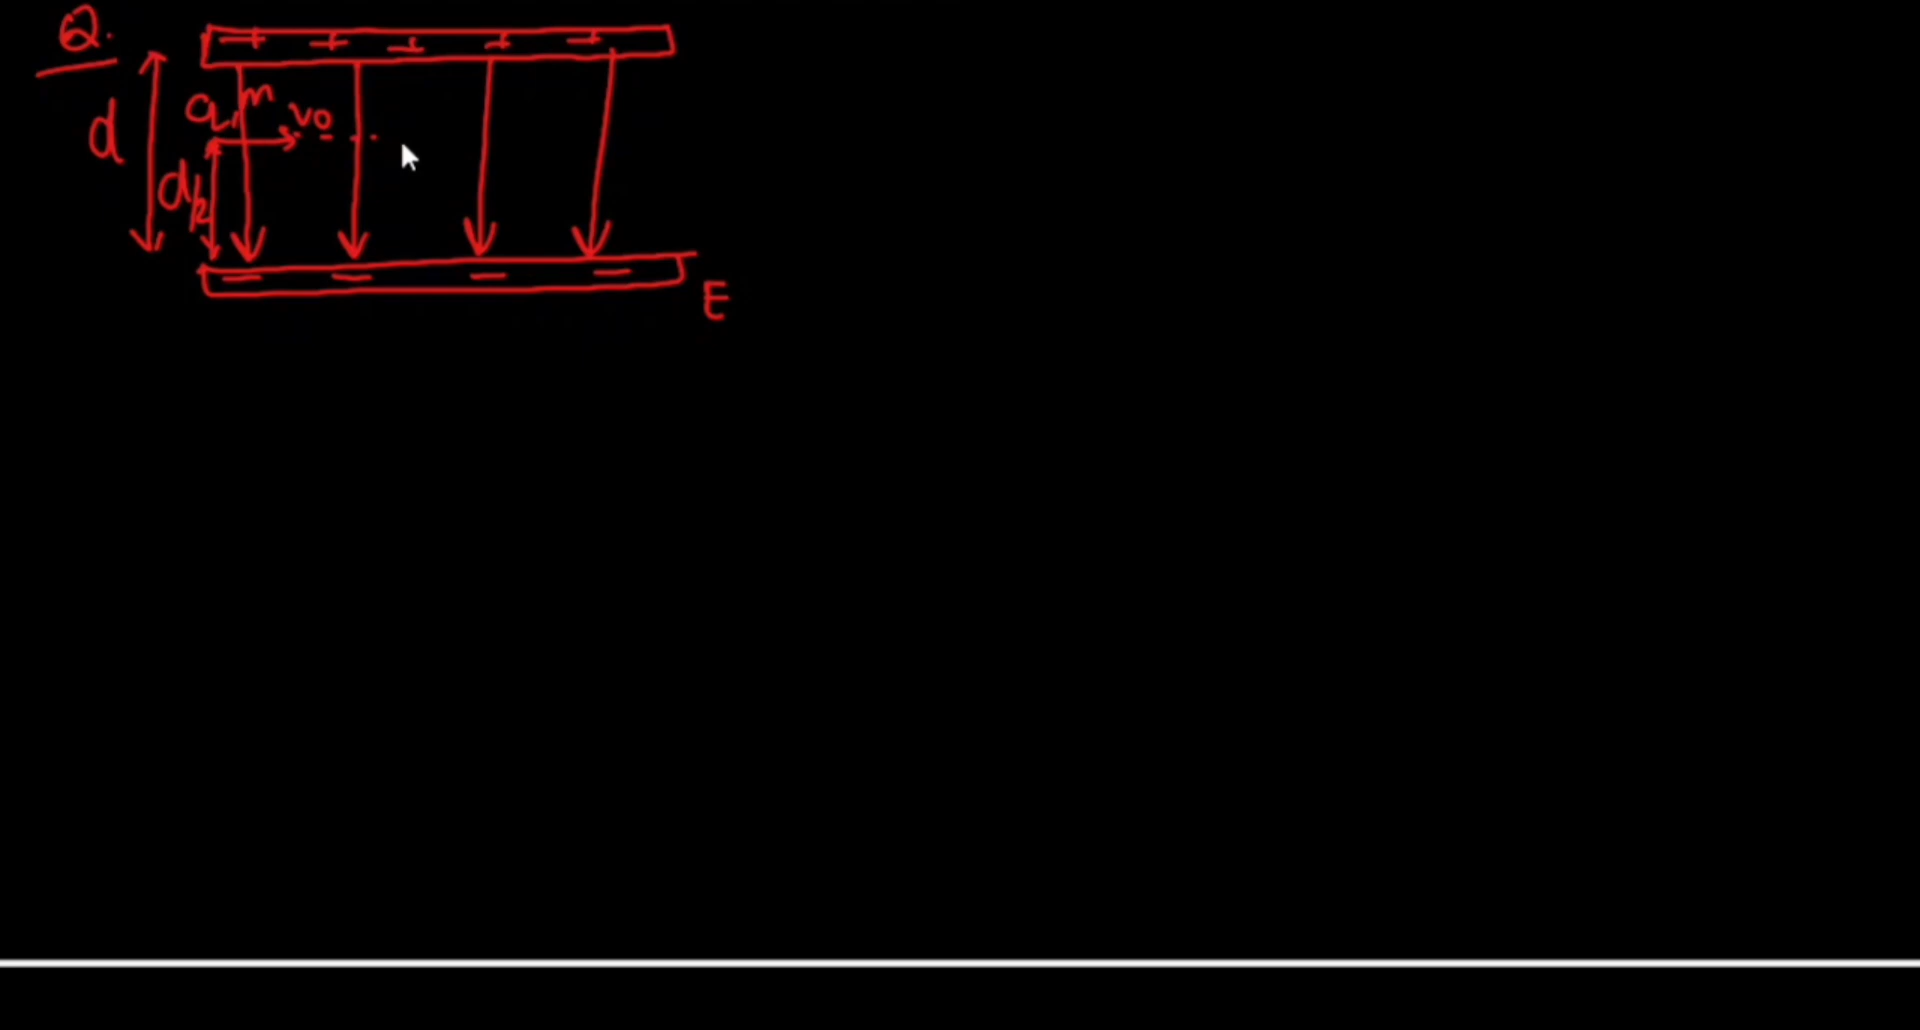 Q.
+ + + + +
d
q, m
v0
d/2
- - - -
E